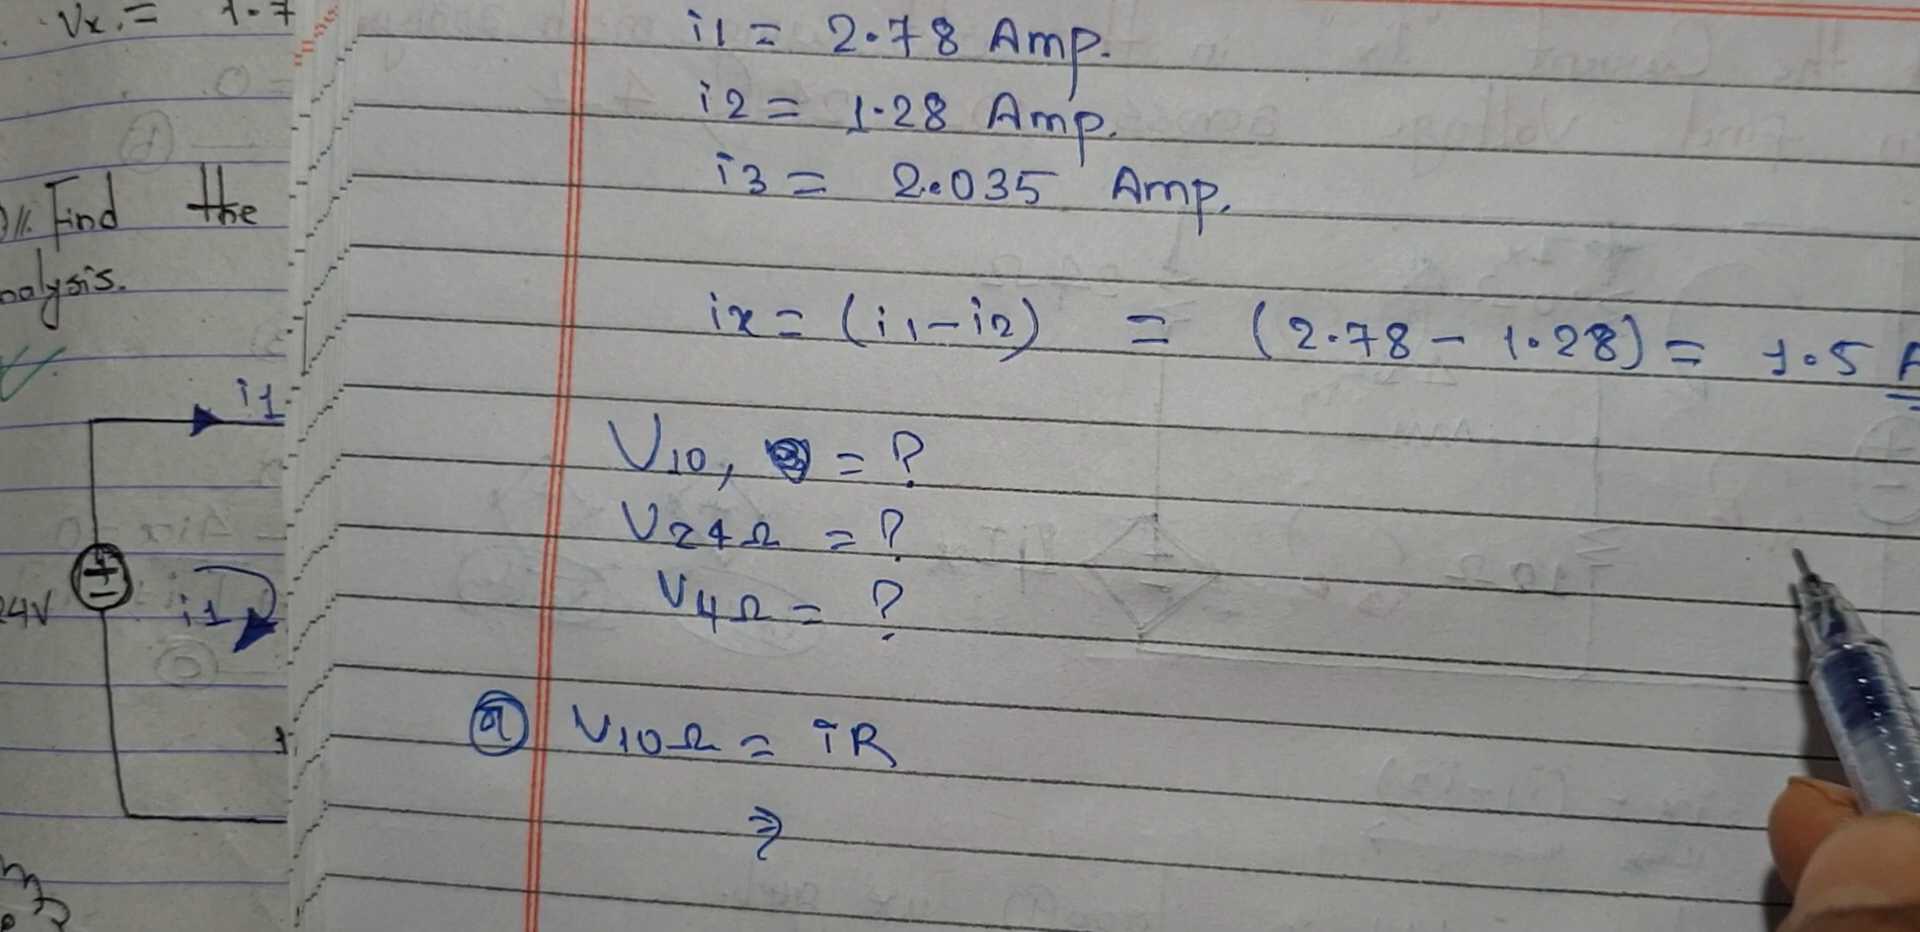 Vx. = 1.7
Find the
nalysis.
i1
24V
i1
i1 = 2.78 Amp.
i2 = 1.28 Amp.
i3 = 2.035 Amp.
ix = (i1-i2) = (2.78 - 1.28) = 1.5 A
V10, = ?
V24Ω = ?
V4Ω = ?
a V10Ω = iR
⇒